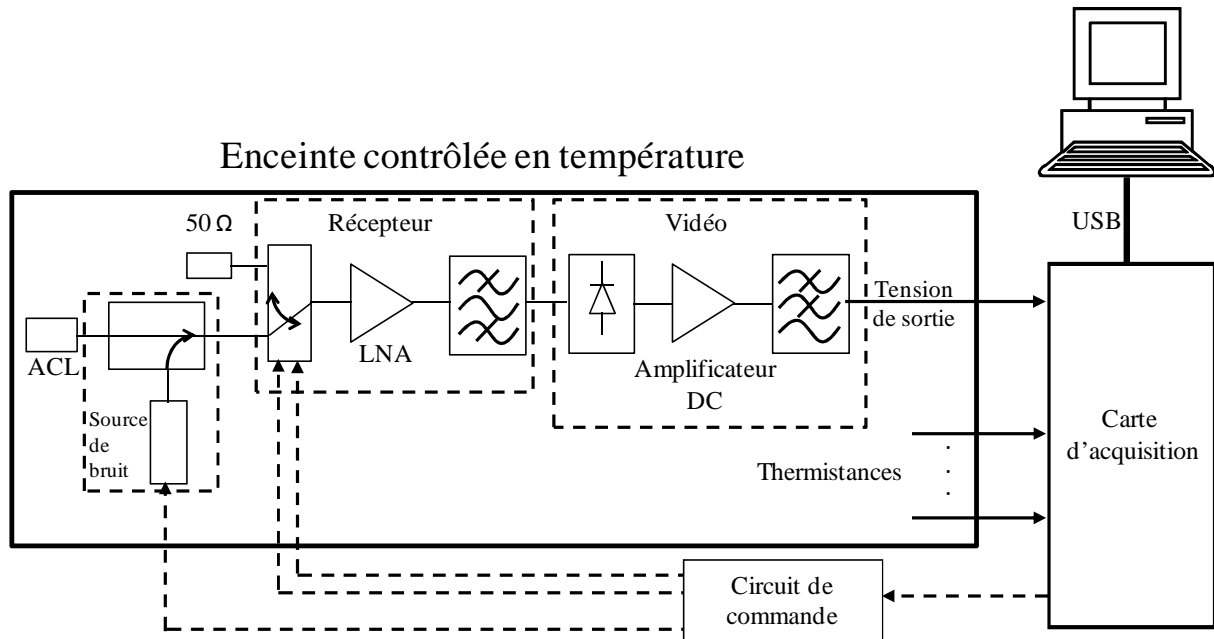 Enceinte contrôlée en température
50 Ω
Récepteur
Vidéo
USB
ACL
LNA
Source
de
bruit
Amplificateur
DC
Tension
de sortie
Thermistances
Carte
d’acquisition
Circuit de
commande